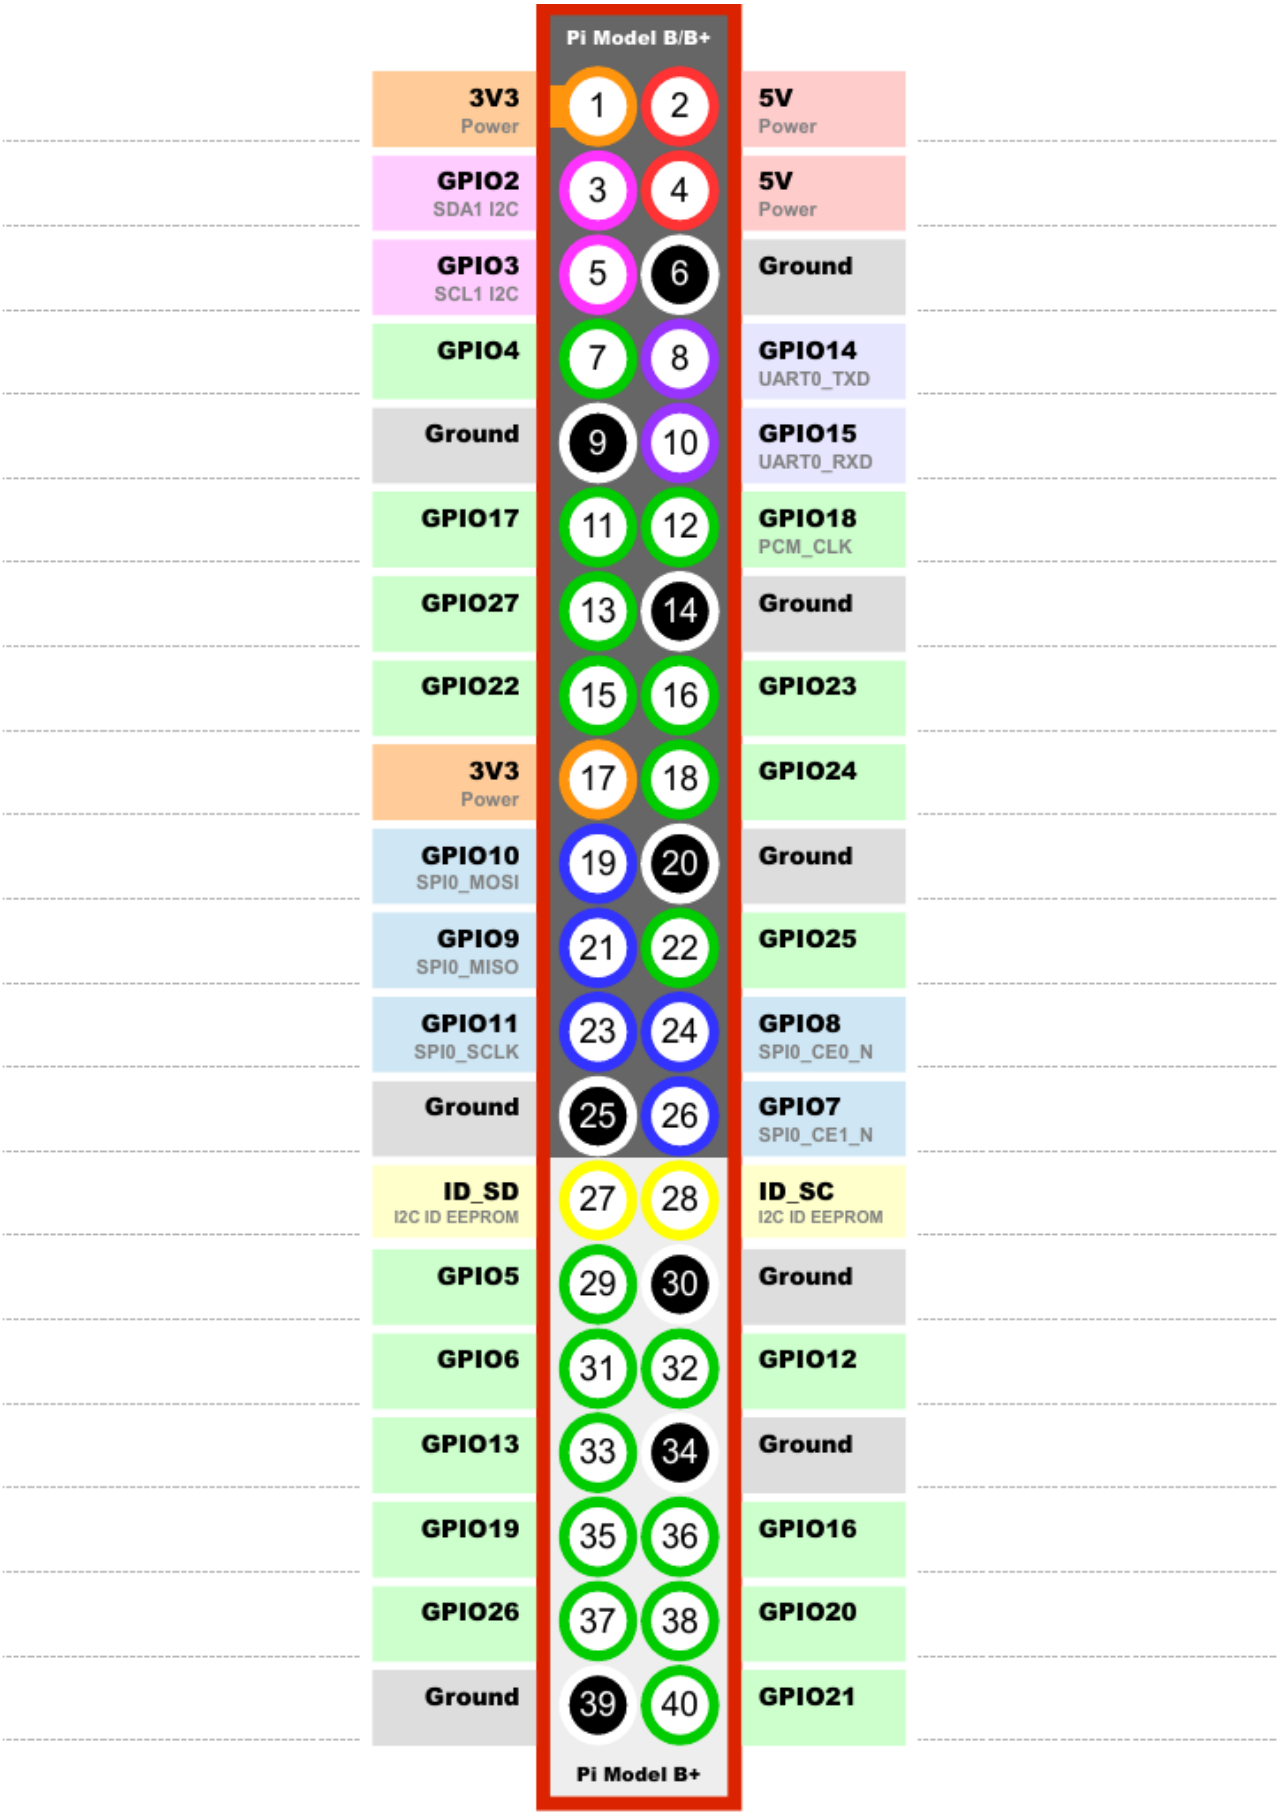 Pi Model B/B+
3V3 1 2 5V
Power Power
GPIO2 3 4 5V
SDA1 I2C Power
GPIO3 5 6 Ground
SCL1 I2C
GPIO4 7 8 GPIO14
UART0_TXD
Ground 9 10 GPIO15
UART0_RXD
GPIO17 11 12 GPIO18
PCM_CLK
GPIO27 13 14 Ground
GPIO22 15 16 GPIO23
3V3 17 18 GPIO24
Power
GPIO10 19 20 Ground
SPI0_MOSI
GPIO9 21 22 GPIO25
SPI0_MISO
GPIO11 23 24 GPIO8
SPI0_SCLK SPI0_CE0_N
Ground 25 26 GPIO7
SPI0_CE1_N
ID_SD 27 28 ID_SC
I2C ID EEPROM I2C ID EEPROM
GPIO5 29 30 Ground
GPIO6 31 32 GPIO12
GPIO13 33 34 Ground
GPIO19 35 36 GPIO16
GPIO26 37 38 GPIO20
Ground 39 40 GPIO21
Pi Model B+